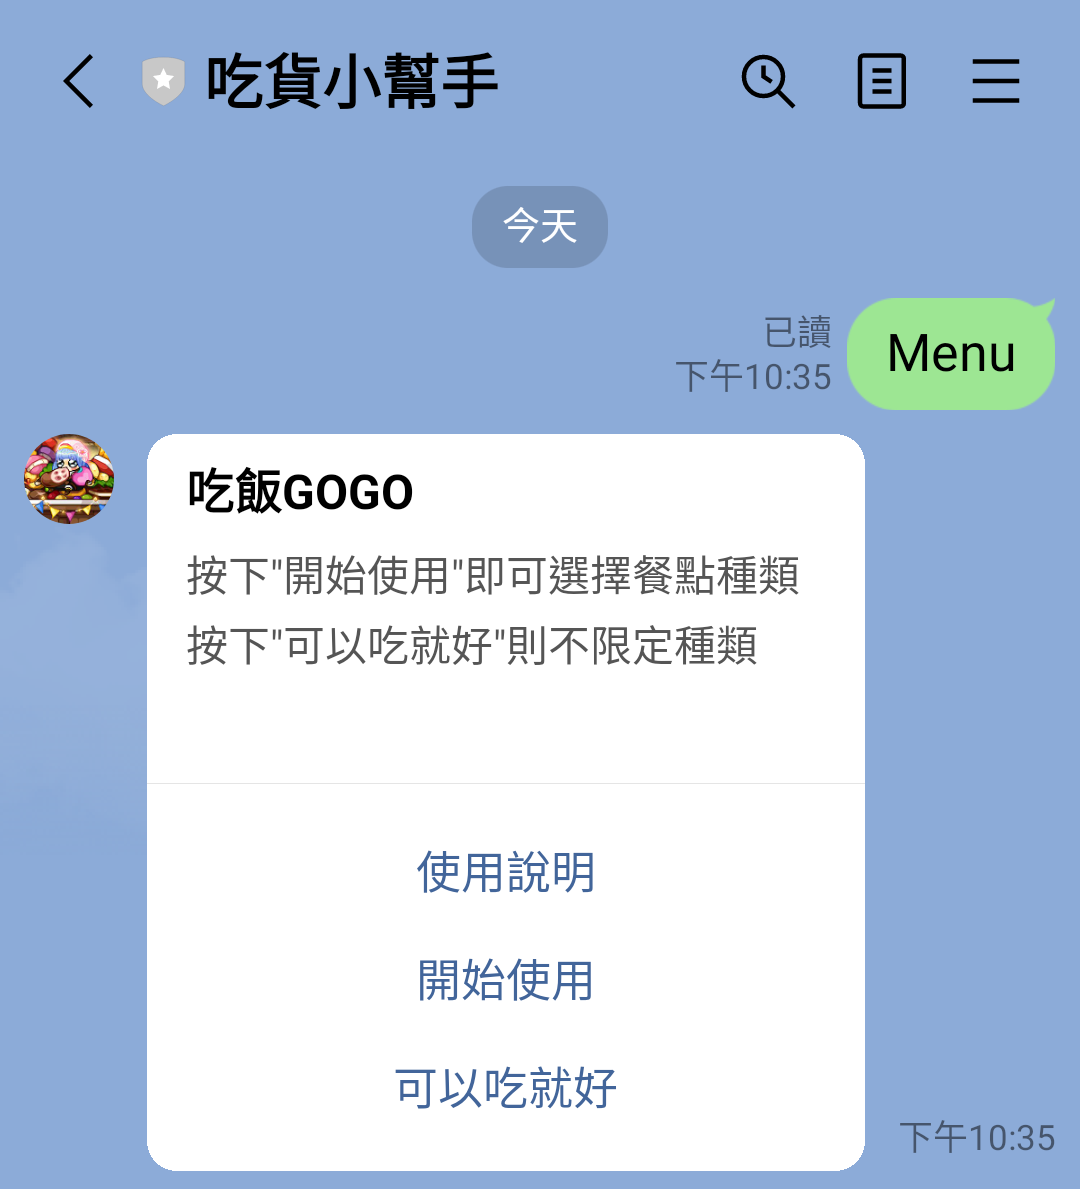 吃貨小幫手
今天
已讀
下午10:35
Menu
吃飯GOGO
按下"開始使用"即可選擇餐點種類
按下"可以吃就好"則不限定種類
使用說明
開始使用
可以吃就好
下午10:35